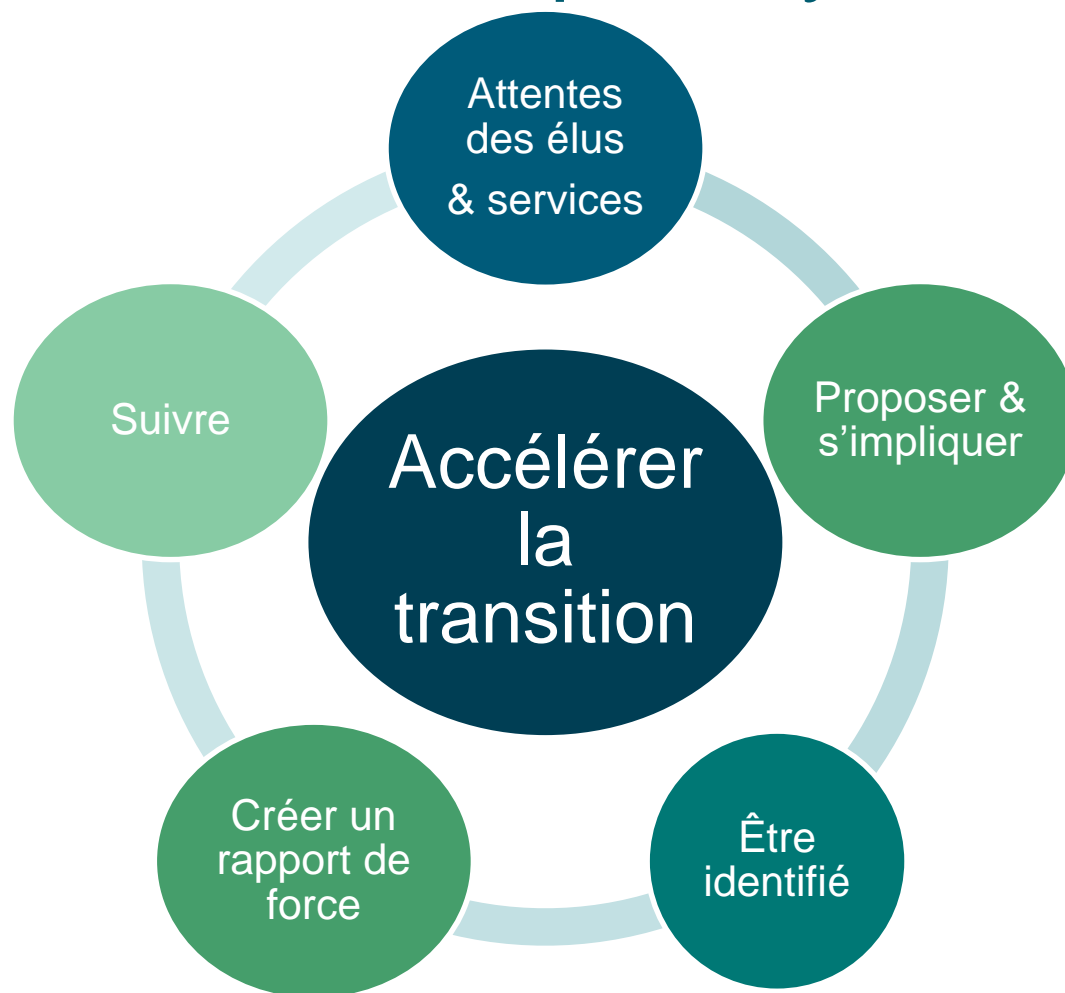 Attentes
des élus
& services
Proposer &
s’impliquer
Être
identifié
Créer un
rapport de
force
Suivre
Accélérer
la
transition